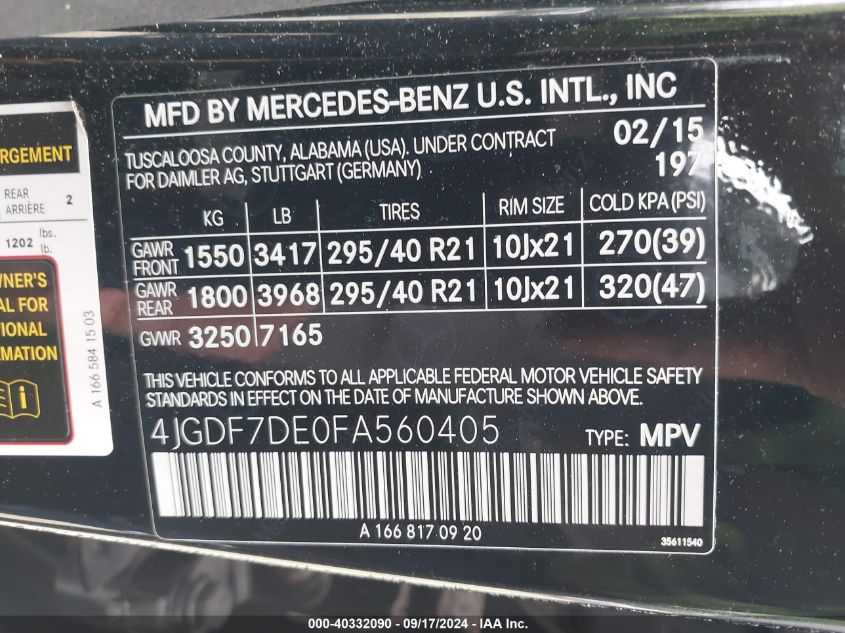 RGEMENT
REAR
ARRIÈRE 2
1202 lbs.
lb.
WNER'S
AL FOR
TIONAL
RMATION
A 166 584 15 03
MFD BY MERCEDES-BENZ U.S. INTL., INC
TUSCALOOSA COUNTY, ALABAMA (USA). UNDER CONTRACT 02/15
FOR DAIMLER AG, STUTTGART (GERMANY) 197
KG LB TIRES RIM SIZE COLD KPA (PSI)
GAWR FRONT 1550 3417 295/40 R21 10Jx21 270(39)
GAWR REAR 1800 3968 295/40 R21 10Jx21 320(47)
GVWR 3250 7165
THIS VEHICLE CONFORMS TO ALL APPLICABLE FEDERAL MOTOR VEHICLE SAFETY
STANDARDS IN EFFECT ON THE DATE OF MANUFACTURE SHOWN ABOVE.
4JGDF7DE0FA560405 TYPE: MPV
A 166 817 09 20
35611540
000-40332090 - 09/17/2024 - IAA Inc.